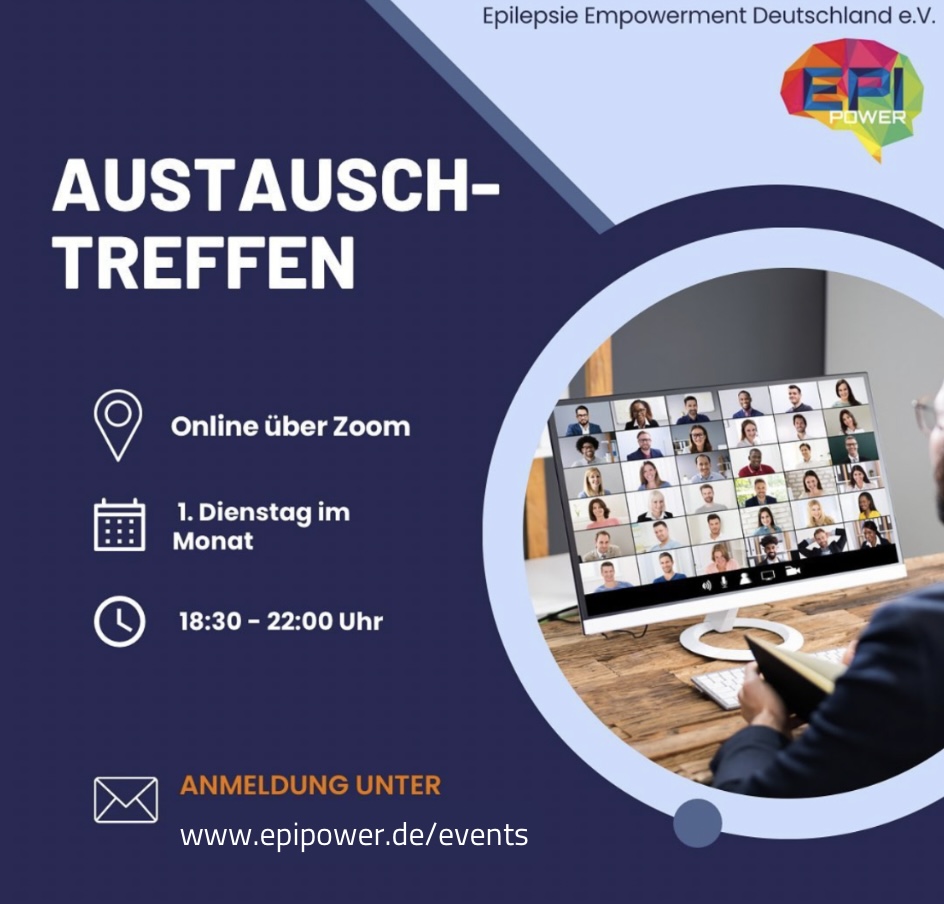 Epilepsie Empowerment Deutschland e.V.
EPI
POWER
AUSTAUSCH-
TREFFEN
Online über Zoom
1. Dienstag im
Monat
18:30 - 22:00 Uhr
ANMELDUNG UNTER
www.epipower.de/events